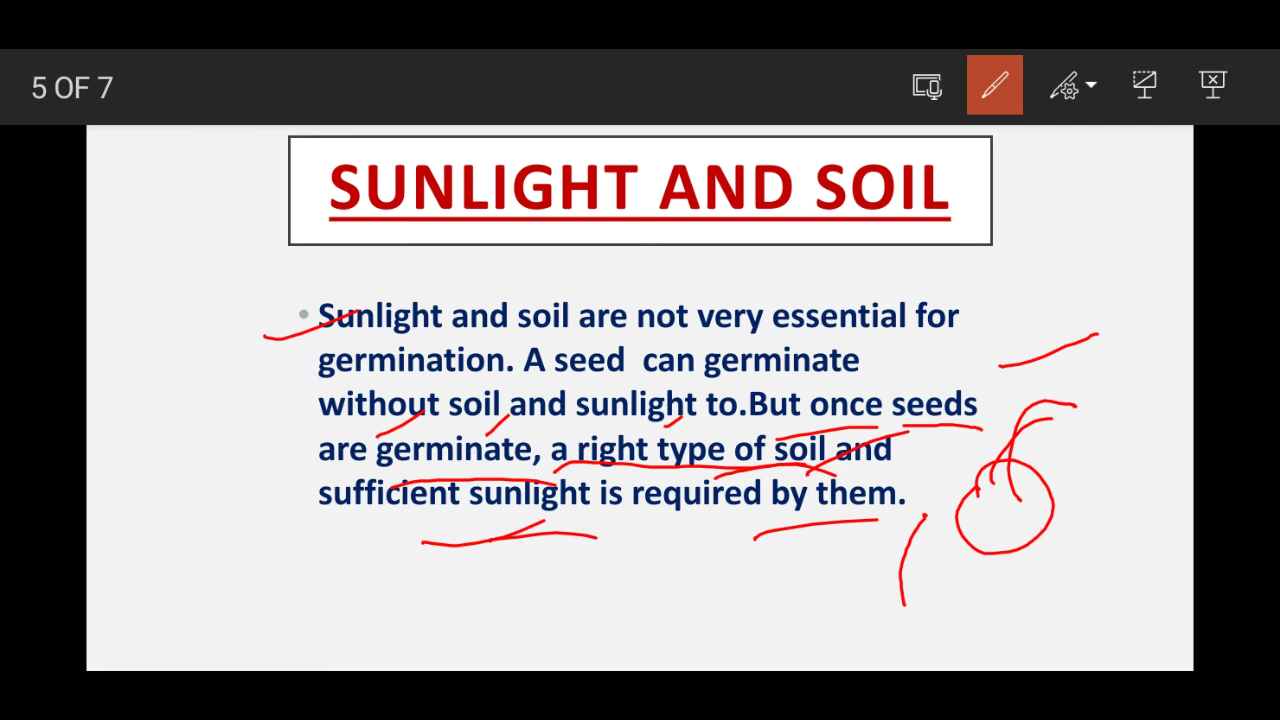 5 OF 7
SUNLIGHT AND SOIL
• Sunlight and soil are not very essential for
germination. A seed can germinate
without soil and sunlight to.But once seeds
are germinate, a right type of soil and
sufficient sunlight is required by them.